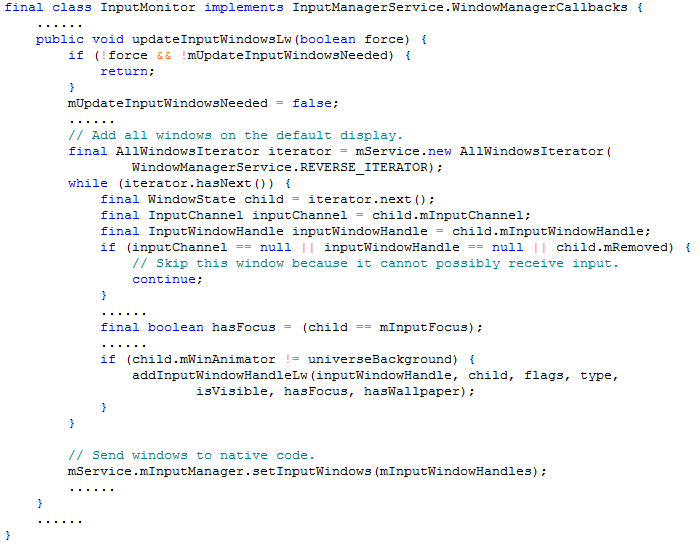 final class InputMonitor implements InputManagerService.WindowManagerCallbacks {
    ......
    public void updateInputWindowsLw(boolean force) {
        if (!force && !mUpdateInputWindowsNeeded) {
            return;
        }
        mUpdateInputWindowsNeeded = false;
        ......
        // Add all windows on the default display.
        final AllWindowsIterator iterator = mService.new AllWindowsIterator(
                WindowManagerService.REVERSE_ITERATOR);
        while (iterator.hasNext()) {
            final WindowState child = iterator.next();
            final InputChannel inputChannel = child.mInputChannel;
            final InputWindowHandle inputWindowHandle = child.mInputWindowHandle;
            if (inputChannel == null || inputWindowHandle == null || child.mRemoved) {
                // Skip this window because it cannot possibly receive input.
                continue;
            }
            ......
            final boolean hasFocus = (child == mInputFocus);
            ......
            if (child.mWinAnimator != universeBackground) {
                addInputWindowHandleLw(inputWindowHandle, child, flags, type,
                        isVisible, hasFocus, hasWallpaper);
            }
        }

        // Send windows to native code.
        mService.mInputManager.setInputWindows(mInputWindowHandles);
        ......
    }
    ......
}